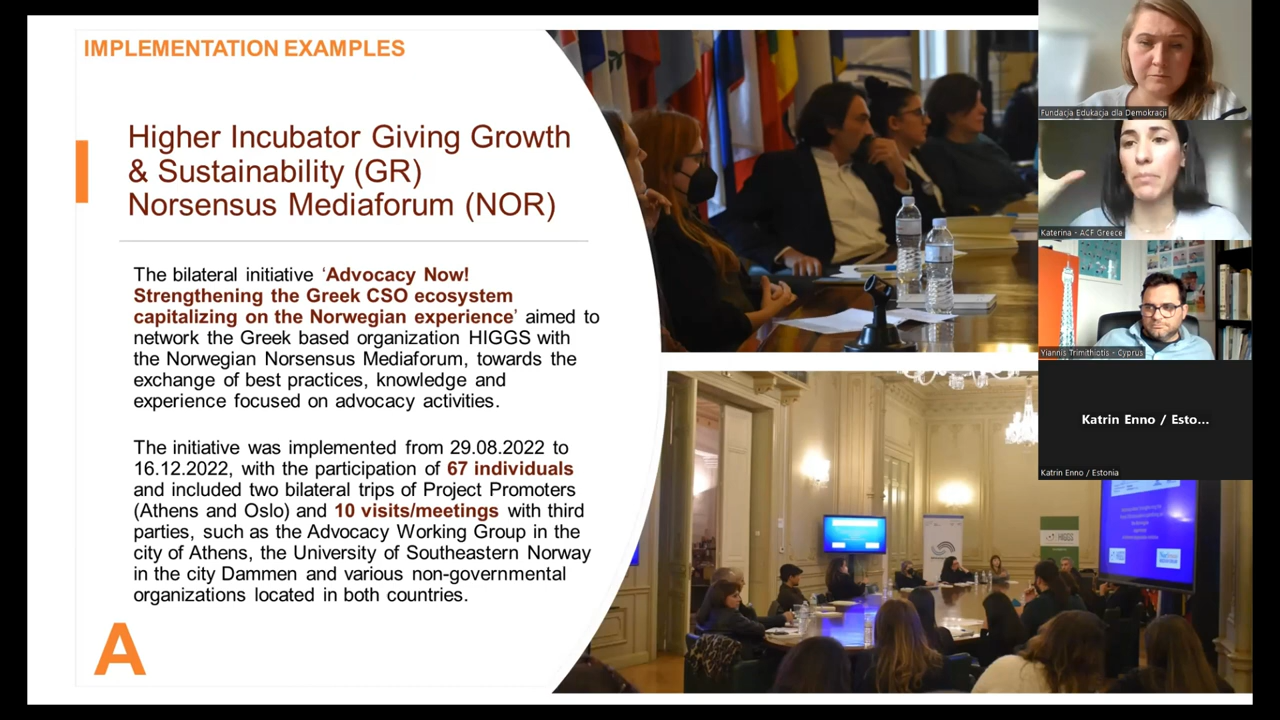 IMPLEMENTATION EXAMPLES
Higher Incubator Giving Growth
& Sustainability (GR)
Norsensus Mediaforum (NOR)
The bilateral initiative ‘Advocacy Now!
Strengthening the Greek CSO ecosystem
capitalizing on the Norwegian experience’ aimed to
network the Greek based organization HIGGS with
the Norwegian Norsensus Mediaforum, towards the
exchange of best practices, knowledge and
experience focused on advocacy activities.
The initiative was implemented from 29.08.2022 to
16.12.2022, with the participation of 67 individuals
and included two bilateral trips of Project Promoters
(Athens and Oslo) and 10 visits/meetings with third
parties, such as the Advocacy Working Group in the
city of Athens, the University of Southeastern Norway
in the city Dammen and various non-governmental
organizations located in both countries.
A
HIGGS
Fundacja Edukacja dla Demokracji
Katerina - ACF Greece
Yiannis Trimithiotis - Cyprus
Katrin Enno / Esto...
Katrin Enno / Estonia